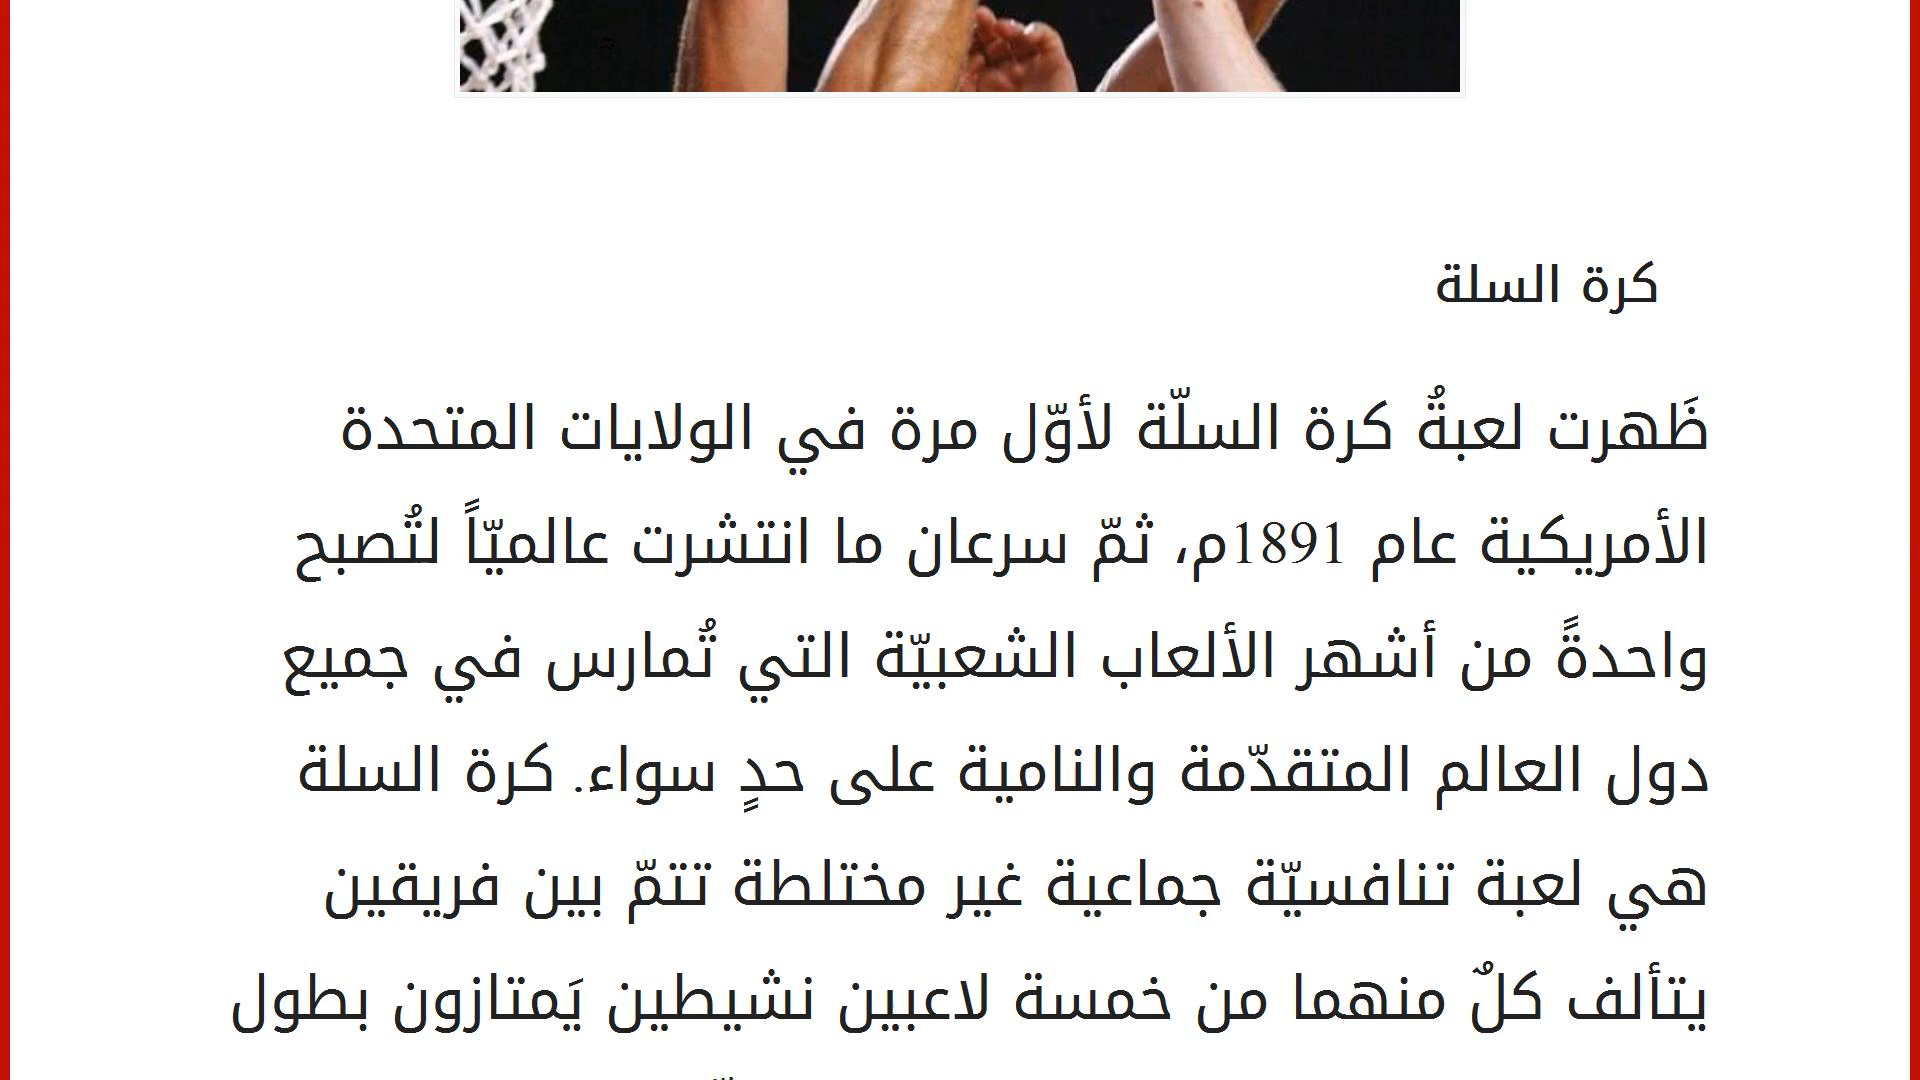 كرة السلة
ظَهرت لعبةُ كرة السلّة لأوّل مرة في الولايات المتحدة
الأمريكية عام 1891م، ثمّ سرعان ما انتشرت عالميّاً لتُصبح
واحدةً من أشهر الألعاب الشعبيّة التي تُمارس في جميع
دول العالم المتقدّمة والنامية على حدٍ سواء. كرة السلة
هي لعبة تنافسيّة جماعية غير مختلطة تتمّ بين فريقين
يتألف كلٌ منهما من خمسة لاعبين نشيطين يَمتازون بطول